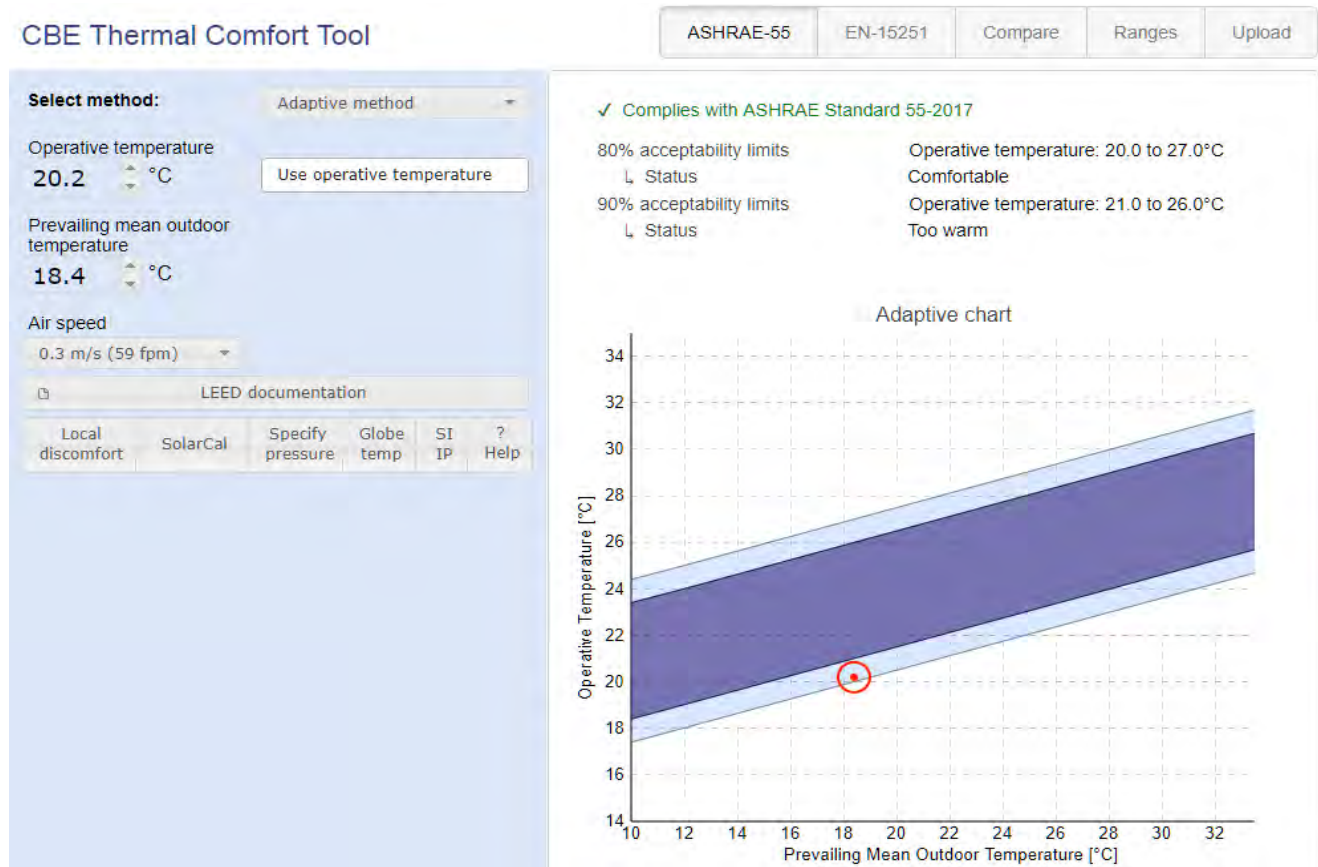 CBE Thermal Comfort Tool
ASHRAE-55
EN-15251
Compare
Ranges
Upload
Select method:
Adaptive method
Operative temperature
20.2 °C
Use operative temperature
Prevailing mean outdoor
temperature
18.4 °C
Air speed
0.3 m/s (59 fpm)
LEED documentation
Local
discomfort
SolarCal
Specify
pressure
Globe
temp
SI
IP
?
Help
✓ Complies with ASHRAE Standard 55-2017
80% acceptability limits Operative temperature: 20.0 to 27.0°C
↳ Status Comfortable
90% acceptability limits Operative temperature: 21.0 to 26.0°C
↳ Status Too warm
Adaptive chart
Operative Temperature [°C]
34
32
30
28
26
24
22
20
18
16
14
10 12 14 16 18 20 22 24 26 28 30 32
Prevailing Mean Outdoor Temperature [°C]